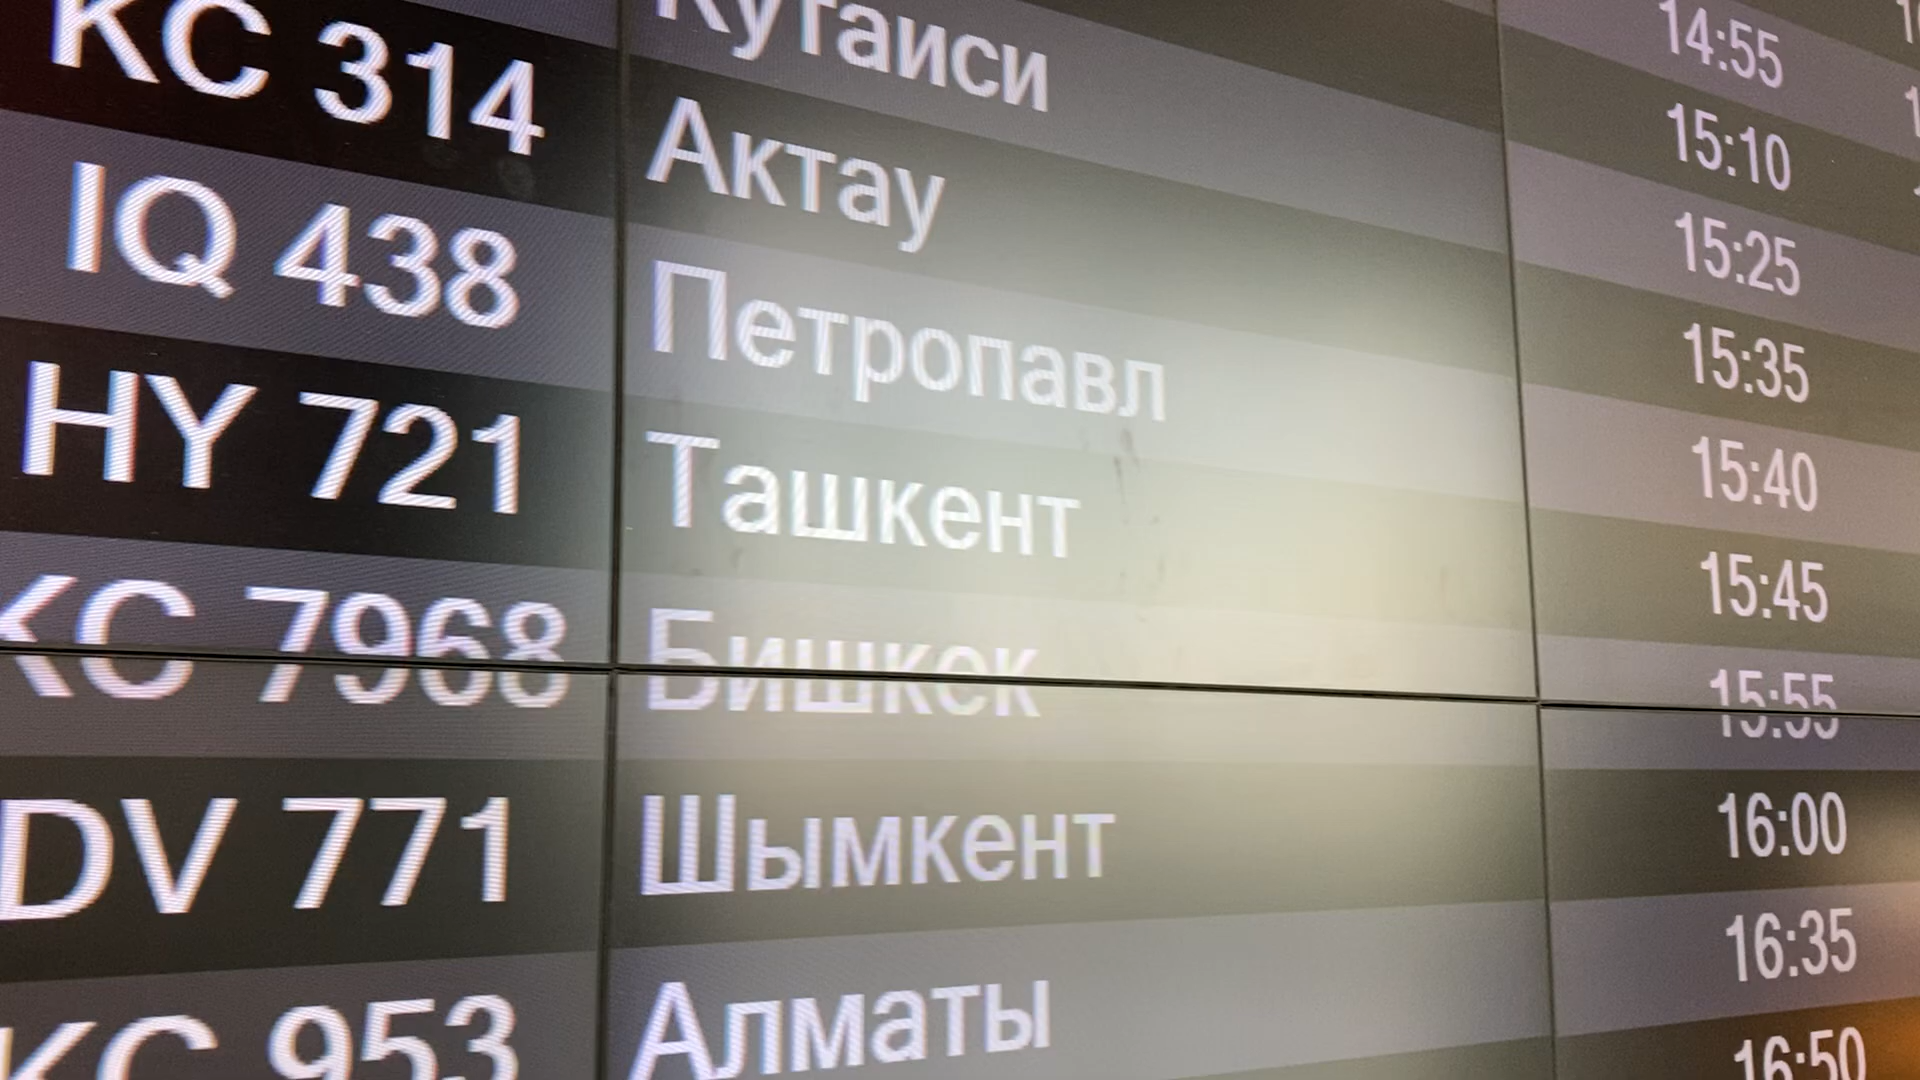 14:55
15:10
Кутаиси 15:25
KC 314 Актау 15:35
IQ 438 Петропавл 15:40
HY 721 Ташкент 15:45
KC 7968 Бишкек 15:55
DV 771 Шымкент 16:00
KC 953 Алматы 16:35
16:50